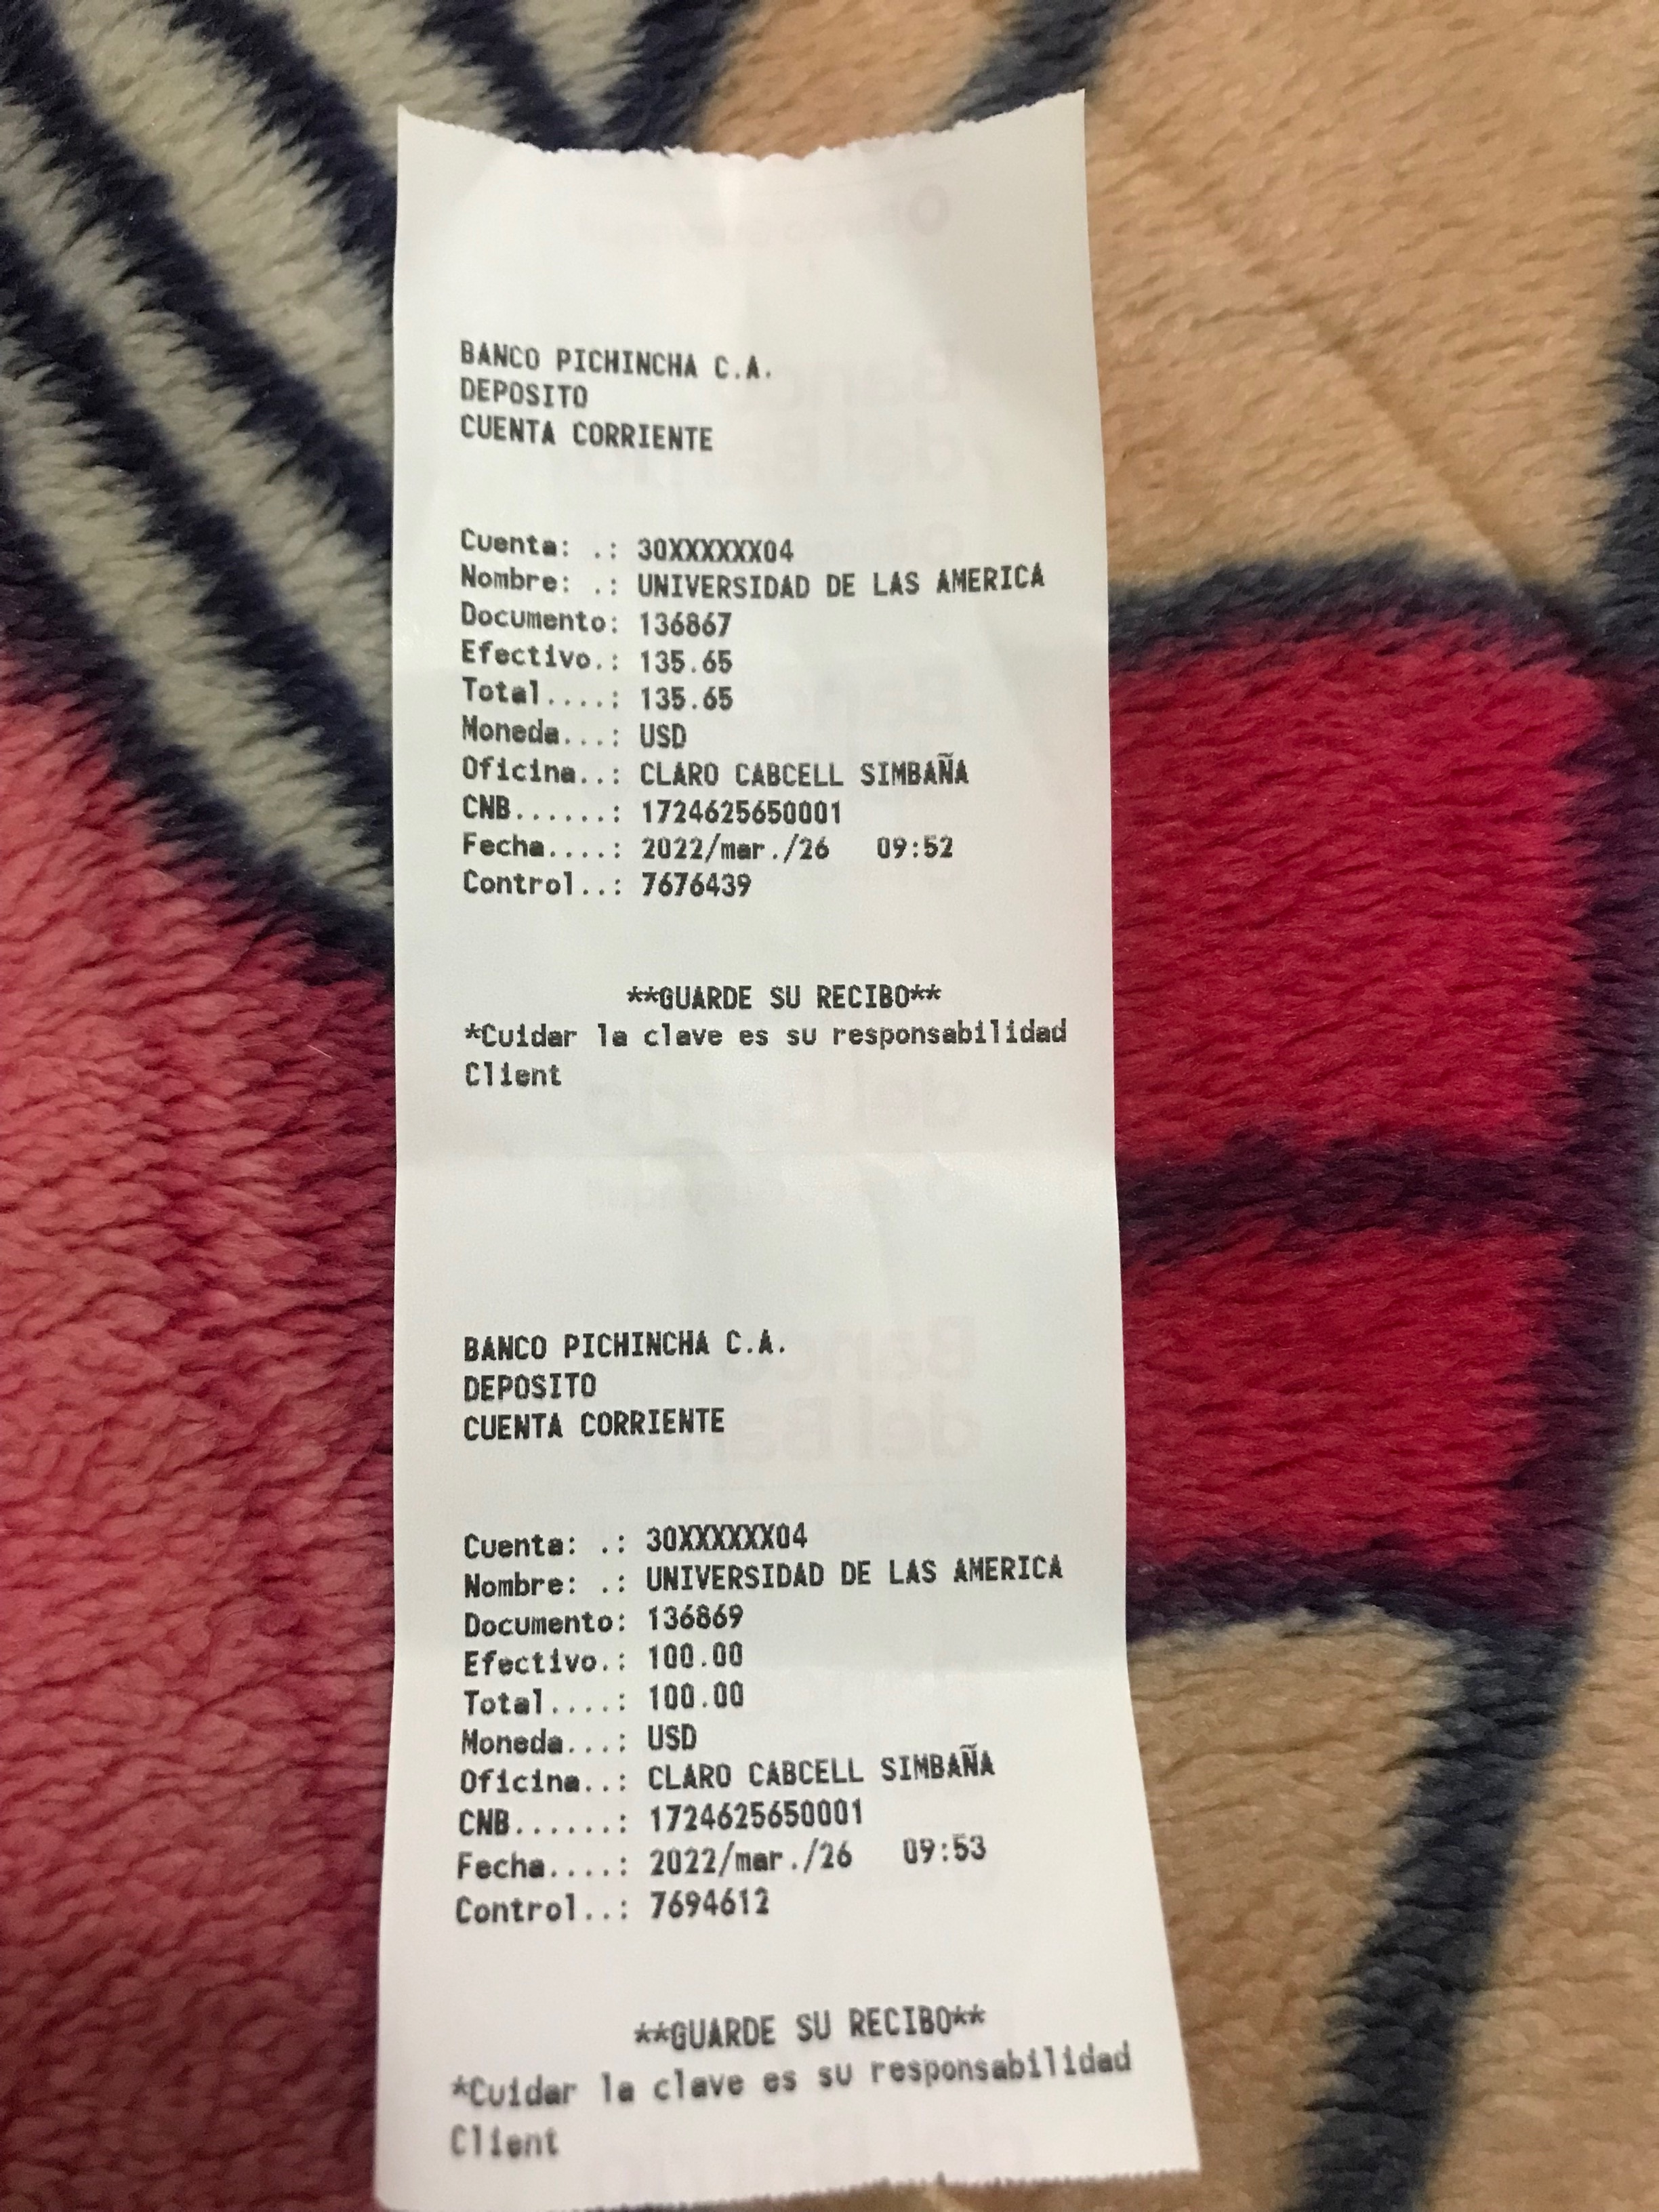 BANCO PICHINCHA C.A.
DEPOSITO
CUENTA CORRIENTE
Cuenta: .: 30XXXXXX04
Nombre: .: UNIVERSIDAD DE LAS AMERICA
Documento: 136867
Efectivo.: 135.65
Total....: 135.65
Moneda...: USD
Oficina..: CLARO CABCELL SIMBAÑA
CNB......: 1724625650001
Fecha....: 2022/mar./26 09:52
Control..: 7676439
**GUARDE SU RECIBO**
*Cuidar la clave es su responsabilidad
Client
BANCO PICHINCHA C.A.
DEPOSITO
CUENTA CORRIENTE
Cuenta: .: 30XXXXXX04
Nombre: .: UNIVERSIDAD DE LAS AMERICA
Documento: 136869
Efectivo.: 100.00
Total....: 100.00
Moneda...: USD
Oficina..: CLARO CABCELL SIMBAÑA
CNB......: 1724625650001
Fecha....: 2022/mar./26 09:53
Control..: 7694612
**GUARDE SU RECIBO**
*Cuidar la clave es su responsabilidad
Client